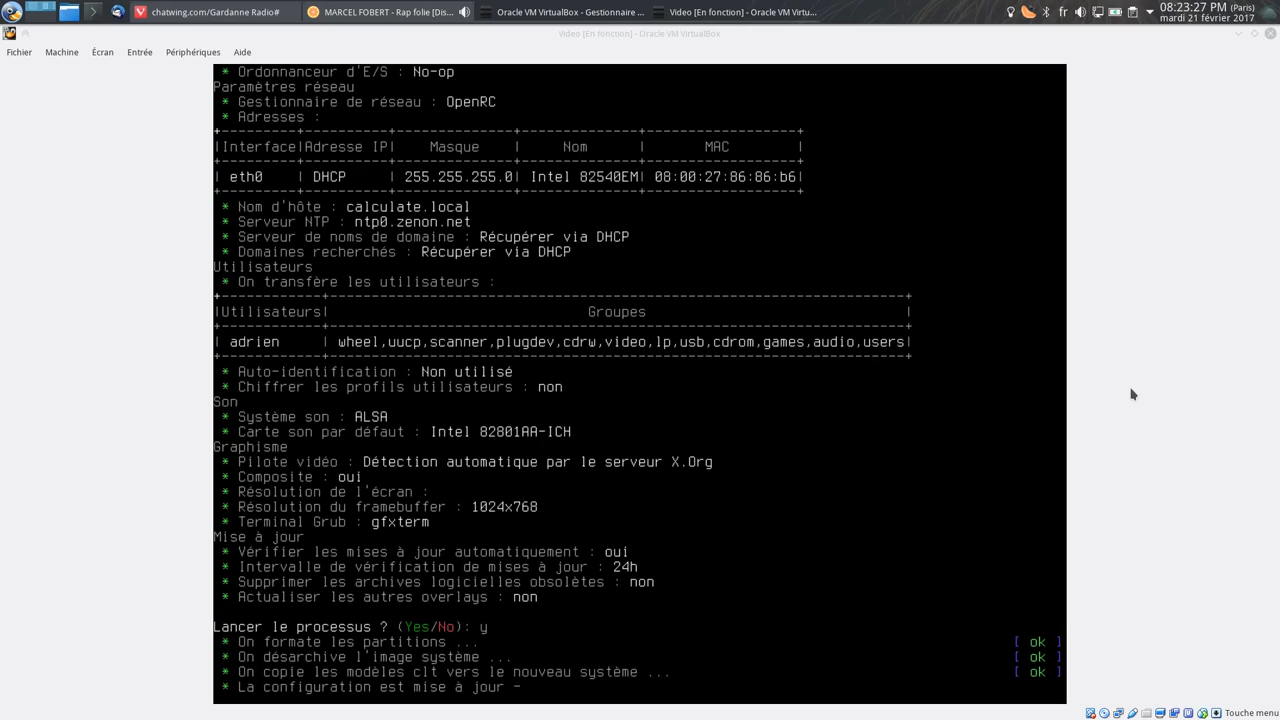 chatwing.com/Gardanne Radio#
MARCEL FOBERT - Rap folie [Dis...
Oracle VM VirtualBox - Gestionnaire ...
Video [En fonction] - Oracle VM Virtu...
fr
08:23:27 PM (Paris)
mardi 21 février 2017
Video [En fonction] - Oracle VM VirtualBox
Fichier Machine Écran Entrée Périphériques Aide
* Ordonnanceur d'E/S : No-op
Paramètres réseau
* Gestionnaire de réseau : OpenRC
* Adresses :
+----------+----------+--------------+--------------+------------------+
|Interface|Adresse IP| Masque | Nom | MAC |
+----------+----------+--------------+--------------+------------------+
| eth0 | DHCP | 255.255.255.0| Intel 82540EM| 08:00:27:86:86:b6|
+----------+----------+--------------+--------------+------------------+
* Nom d'hôte : calculate.local
* Serveur NTP : ntp0.zenon.net
* Serveur de noms de domaine : Récupérer via DHCP
* Domaines recherchés : Récupérer via DHCP
Utilisateurs
* On transfère les utilisateurs :
+------------+---------------------------------------------------------------------+
|Utilisateurs| Groupes |
+------------+---------------------------------------------------------------------+
| adrien | wheel,uucp,scanner,plugdev,cdrw,video,lp,usb,cdrom,games,audio,users|
+------------+---------------------------------------------------------------------+
* Auto-identification : Non utilisé
* Chiffrer les profils utilisateurs : non
Son
* Système son : ALSA
* Carte son par défaut : Intel 82801AA-ICH
Graphisme
* Pilote vidéo : Détection automatique par le serveur X.Org
* Composite : oui
* Résolution de l'écran :
* Résolution du framebuffer : 1024x768
* Terminal Grub : gfxterm
Mise à jour
* Vérifier les mises à jour automatiquement : oui
* Intervalle de vérification de mises à jour : 24h
* Supprimer les archives logicielles obsolètes : non
* Actualiser les autres overlays : non
Lancer le processus ? (Yes/No): y
* On formate les partitions ... [ ok ]
* On désarchive l'image système ... [ ok ]
* On copie les modèles clt vers le nouveau système ... [ ok ]
* La configuration est mise à jour -
Touche menu